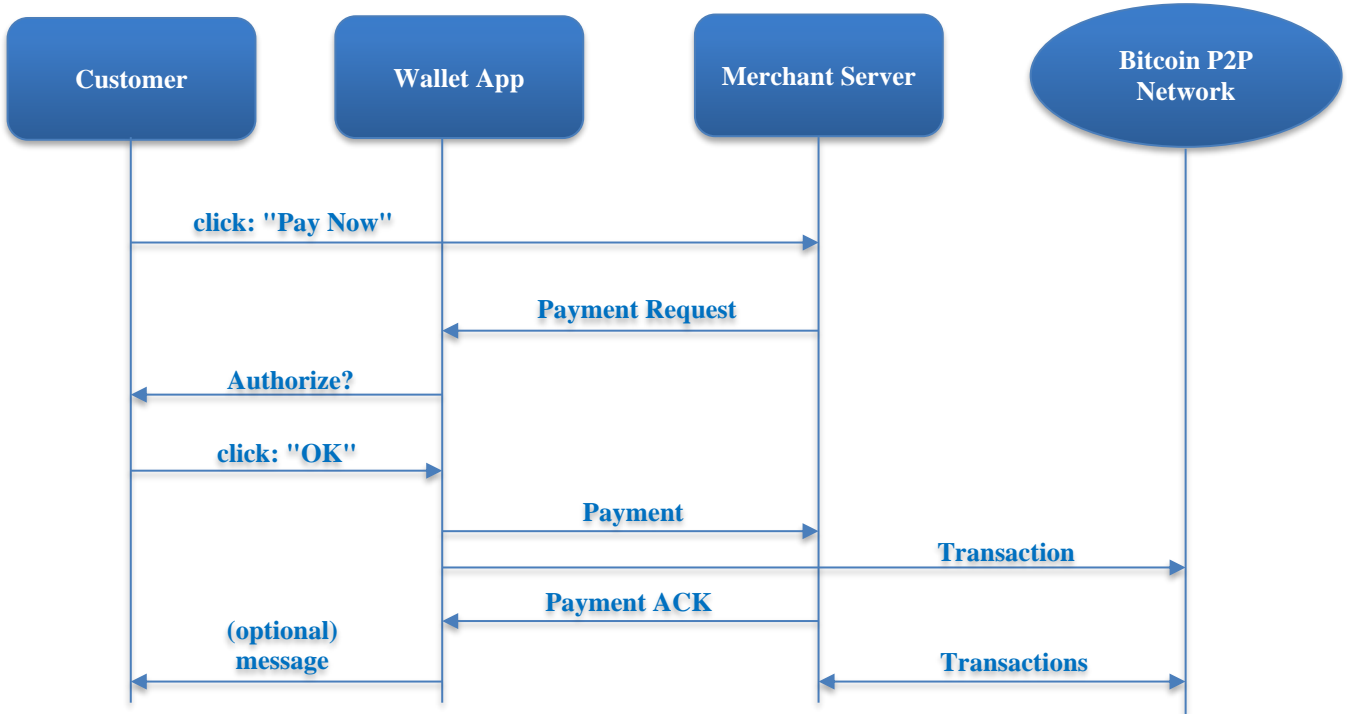 Customer
Wallet App
Merchant Server
Bitcoin P2P
Network
click: "Pay Now"
Payment Request
Authorize?
click: "OK"
Payment
Transaction
Payment ACK
(optional)
message
Transactions